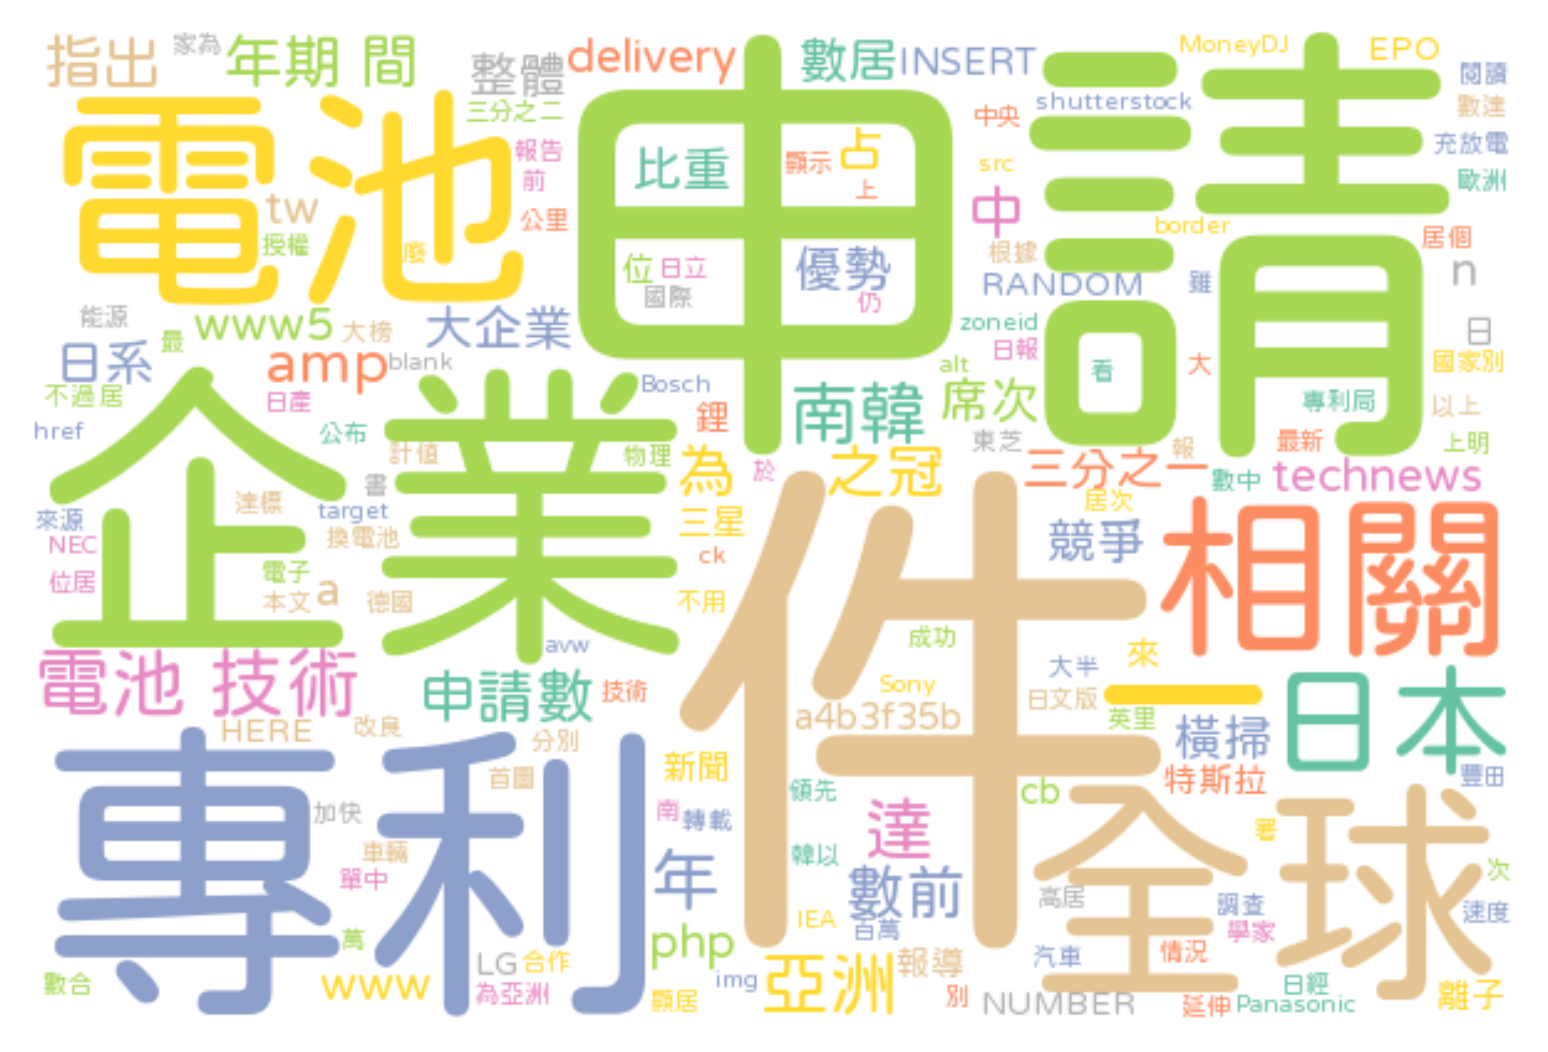 指出
家為
年期 間
整體
delivery
數居
INSERT
MoneyDJ
EPO
閱讀
電池
三分之二
申請
shutterstock
中央
數達
報告
前
比重
顯示
占
上
src
充放電
歐洲
tw
授權
廢
公里
中
border
居個
位
日立
國際
優勢
仍
根據
RANDOM
雖
n
能源
www5
大榜
大企業
zoneid
日報
日
日系
最
amp
blank
Bosch
alt
看
大
國家別
不過居
日產
鋰
南韓
席次
專利局
以上
href
企業
公布
計值
物理
為
於
之冠
東芝
三分之一
報
最新
上明
數中
technews
書
達標
target
來源
換電池
三星
居次
NEC
ck
件
競爭
相關
位居
電子
本文
a
德國
不用
avw
成功
大半
來
電池 技術
申請數
技術
Sony
日文版
一
日本
HERE
改良
分別
a4b3f35b
英里
橫掃
專利
首圖
新聞
領先
cb
特斯拉
豐田
加快
南
轉載
達
全球
署
車輛
單中
年
韓以
數前
高居
調查
學家
次
速度
萬
IEA
百萬
php
汽車
情況
數合
www
LG
合作
為亞洲
顯居
img
亞洲
報導
別
NUMBER
延伸
日經
Panasonic
離子